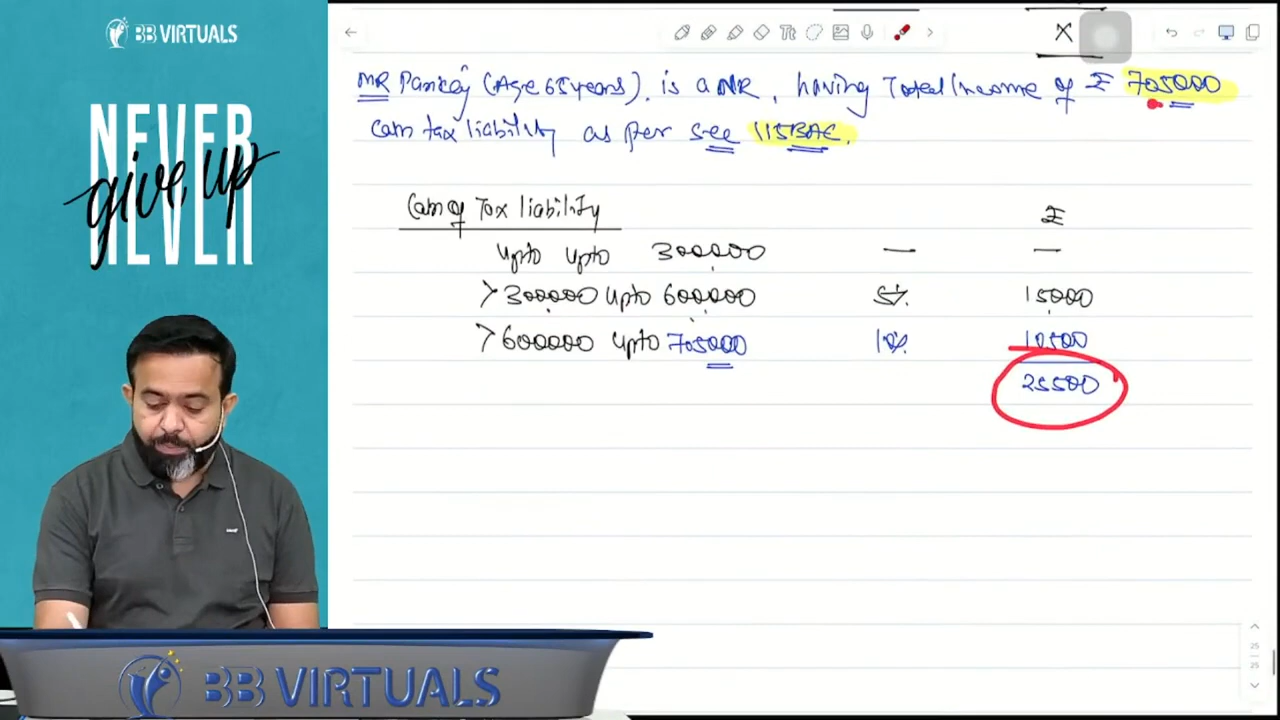 BB VIRTUALS
NEVER
give up
NEVER
MR Pankaj (Age 65 years). is a NR, having Total Income of ₹ 705000
Com tax liability as per sec 115BAC.
Com of Tax liability ₹
upto upto 300000 — —
>300000 upto 600000 5% 15000
>600000 upto 705000 10% 10500
25500
BB VIRTUALS